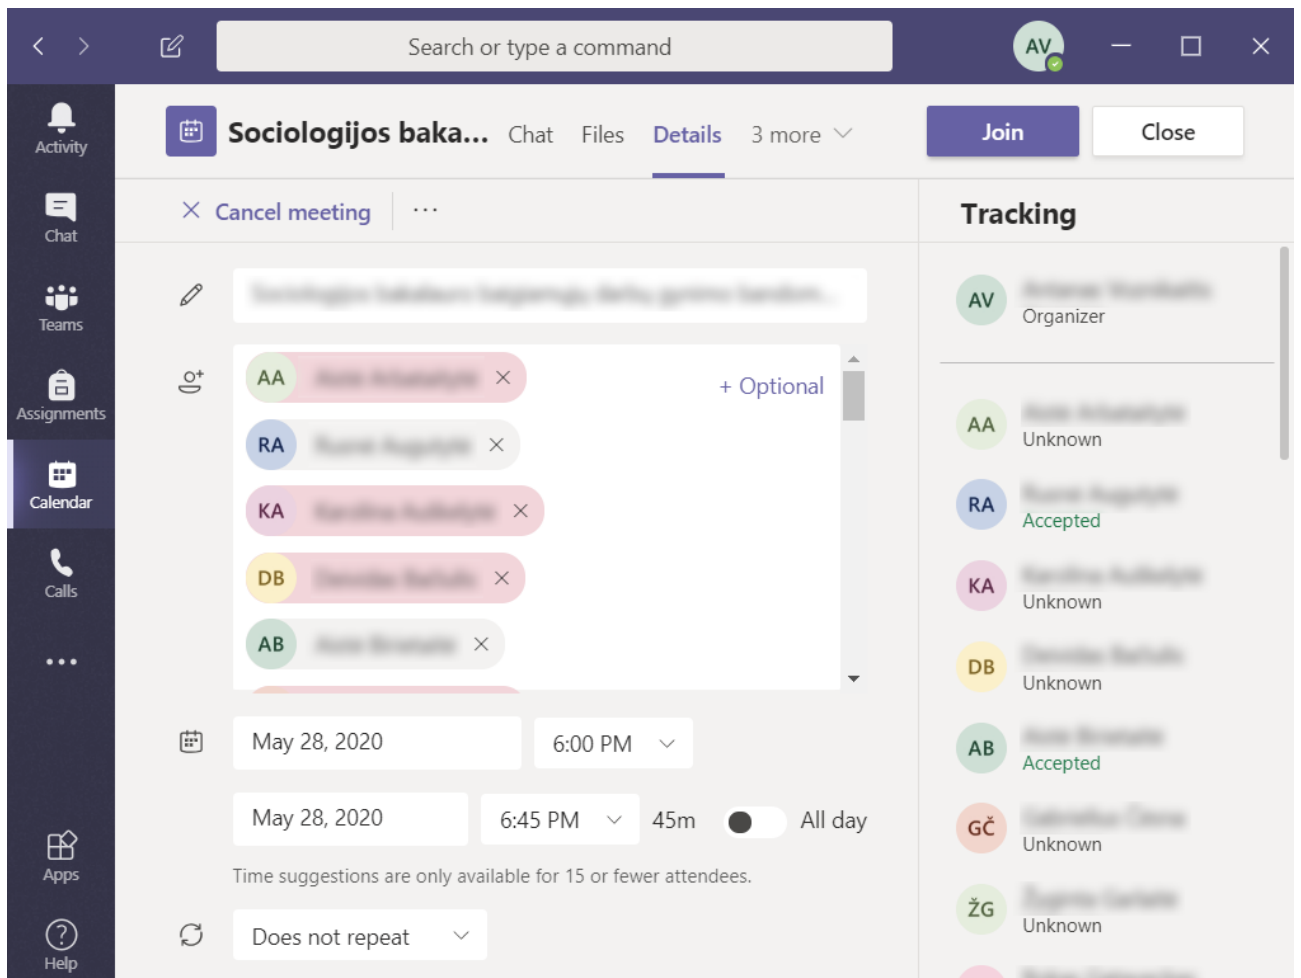 Search or type a command
AV
Activity
Chat
Teams
Assignments
Calendar
Calls
Apps
Help
Sociologijos baka...
Chat
Files
Details
3 more
Join
Close
Cancel meeting
...
AA
RA
KA
DB
AB
+ Optional
May 28, 2020
6:00 PM
May 28, 2020
6:45 PM
45m
All day
Time suggestions are only available for 15 or fewer attendees.
Does not repeat
Tracking
AV
Organizer
AA
Unknown
RA
Accepted
KA
Unknown
DB
Unknown
AB
Accepted
GČ
Unknown
ŽG
Unknown